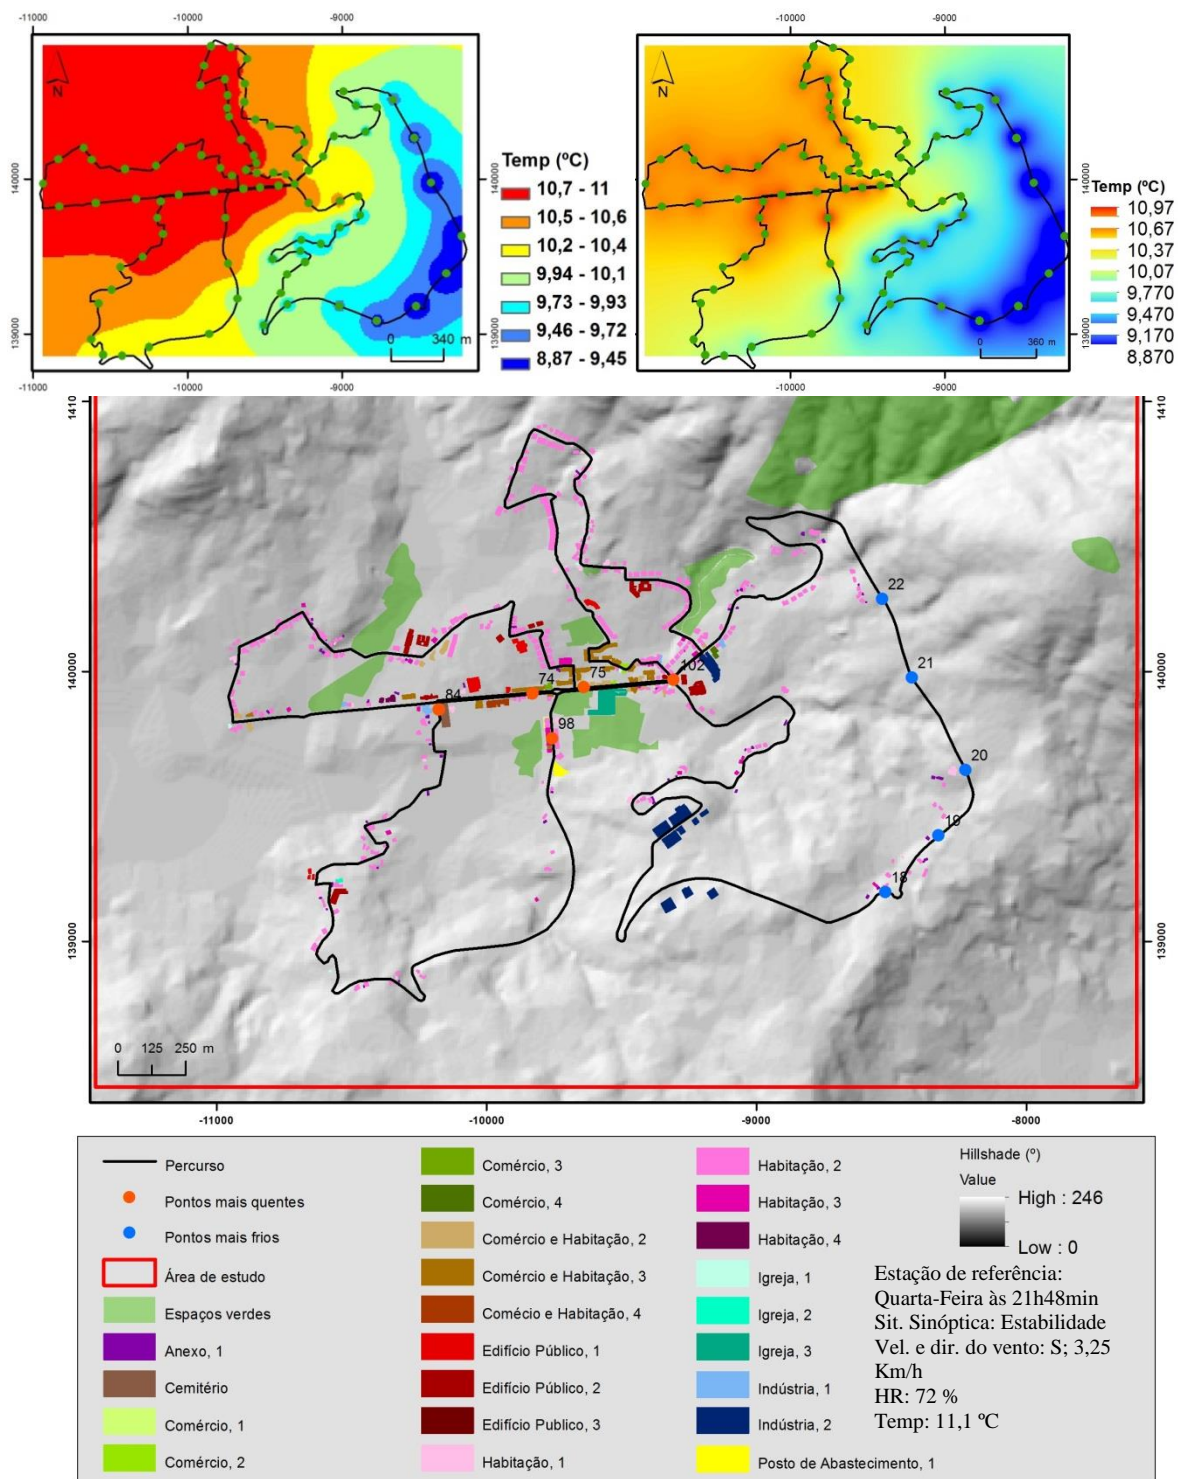 -11000 -10000 -9000
-10000 -9000
N
N
140000
139000
140000
139000
Temp (ºC)
10,7 - 11
10,5 - 10,6
10,2 - 10,4
9,94 - 10,1
9,73 - 9,93
9,46 - 9,72
8,87 - 9,45
0 340 m
Temp (ºC)
10,97
10,67
10,37
10,07
9,770
9,470
9,170
8,870
0 360 m
-11000 -10000 -9000
-10000 -9000
1410
1410
22
21
20
19
18
102
75
74
84
98
140000
140000
139000
139000
0 125 250 m
-11000 -10000 -9000 -8000
Percurso
Pontos mais quentes
Pontos mais frios
Área de estudo
Espaços verdes
Anexo, 1
Cemitério
Comércio, 1
Comércio, 2
Comércio, 3
Comércio, 4
Comércio e Habitação, 2
Comércio e Habitação, 3
Comécio e Habitação, 4
Edifício Público, 1
Edifício Público, 2
Edifício Publico, 3
Habitação, 1
Habitação, 2
Habitação, 3
Habitação, 4
Igreja, 1
Igreja, 2
Igreja, 3
Indústria, 1
Indústria, 2
Posto de Abastecimento, 1
Hillshade (º)
Value
High : 246
Low : 0
Estação de referência:
Quarta-Feira às 21h48min
Sit. Sinóptica: Estabilidade
Vel. e dir. do vento: S; 3,25
Km/h
HR: 72 %
Temp: 11,1 ºC